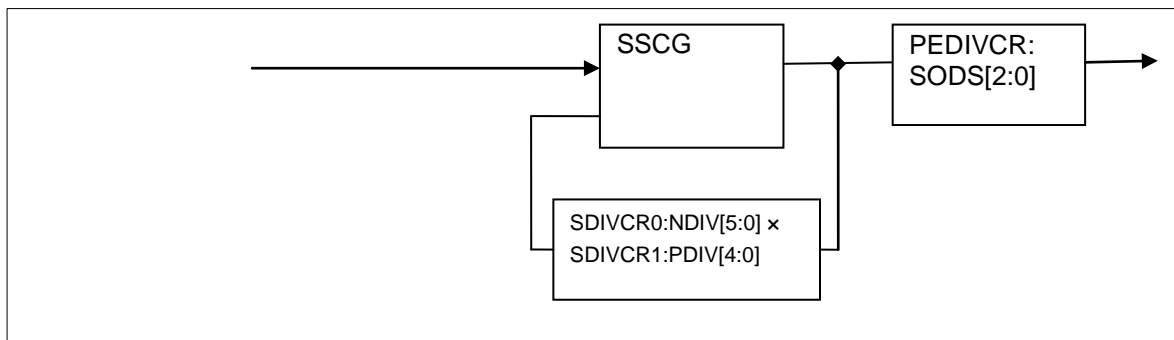 SSCG
PEDIVCR:
SODS[2:0]
SDIVCR0:NDIV[5:0] ×
SDIVCR1:PDIV[4:0]